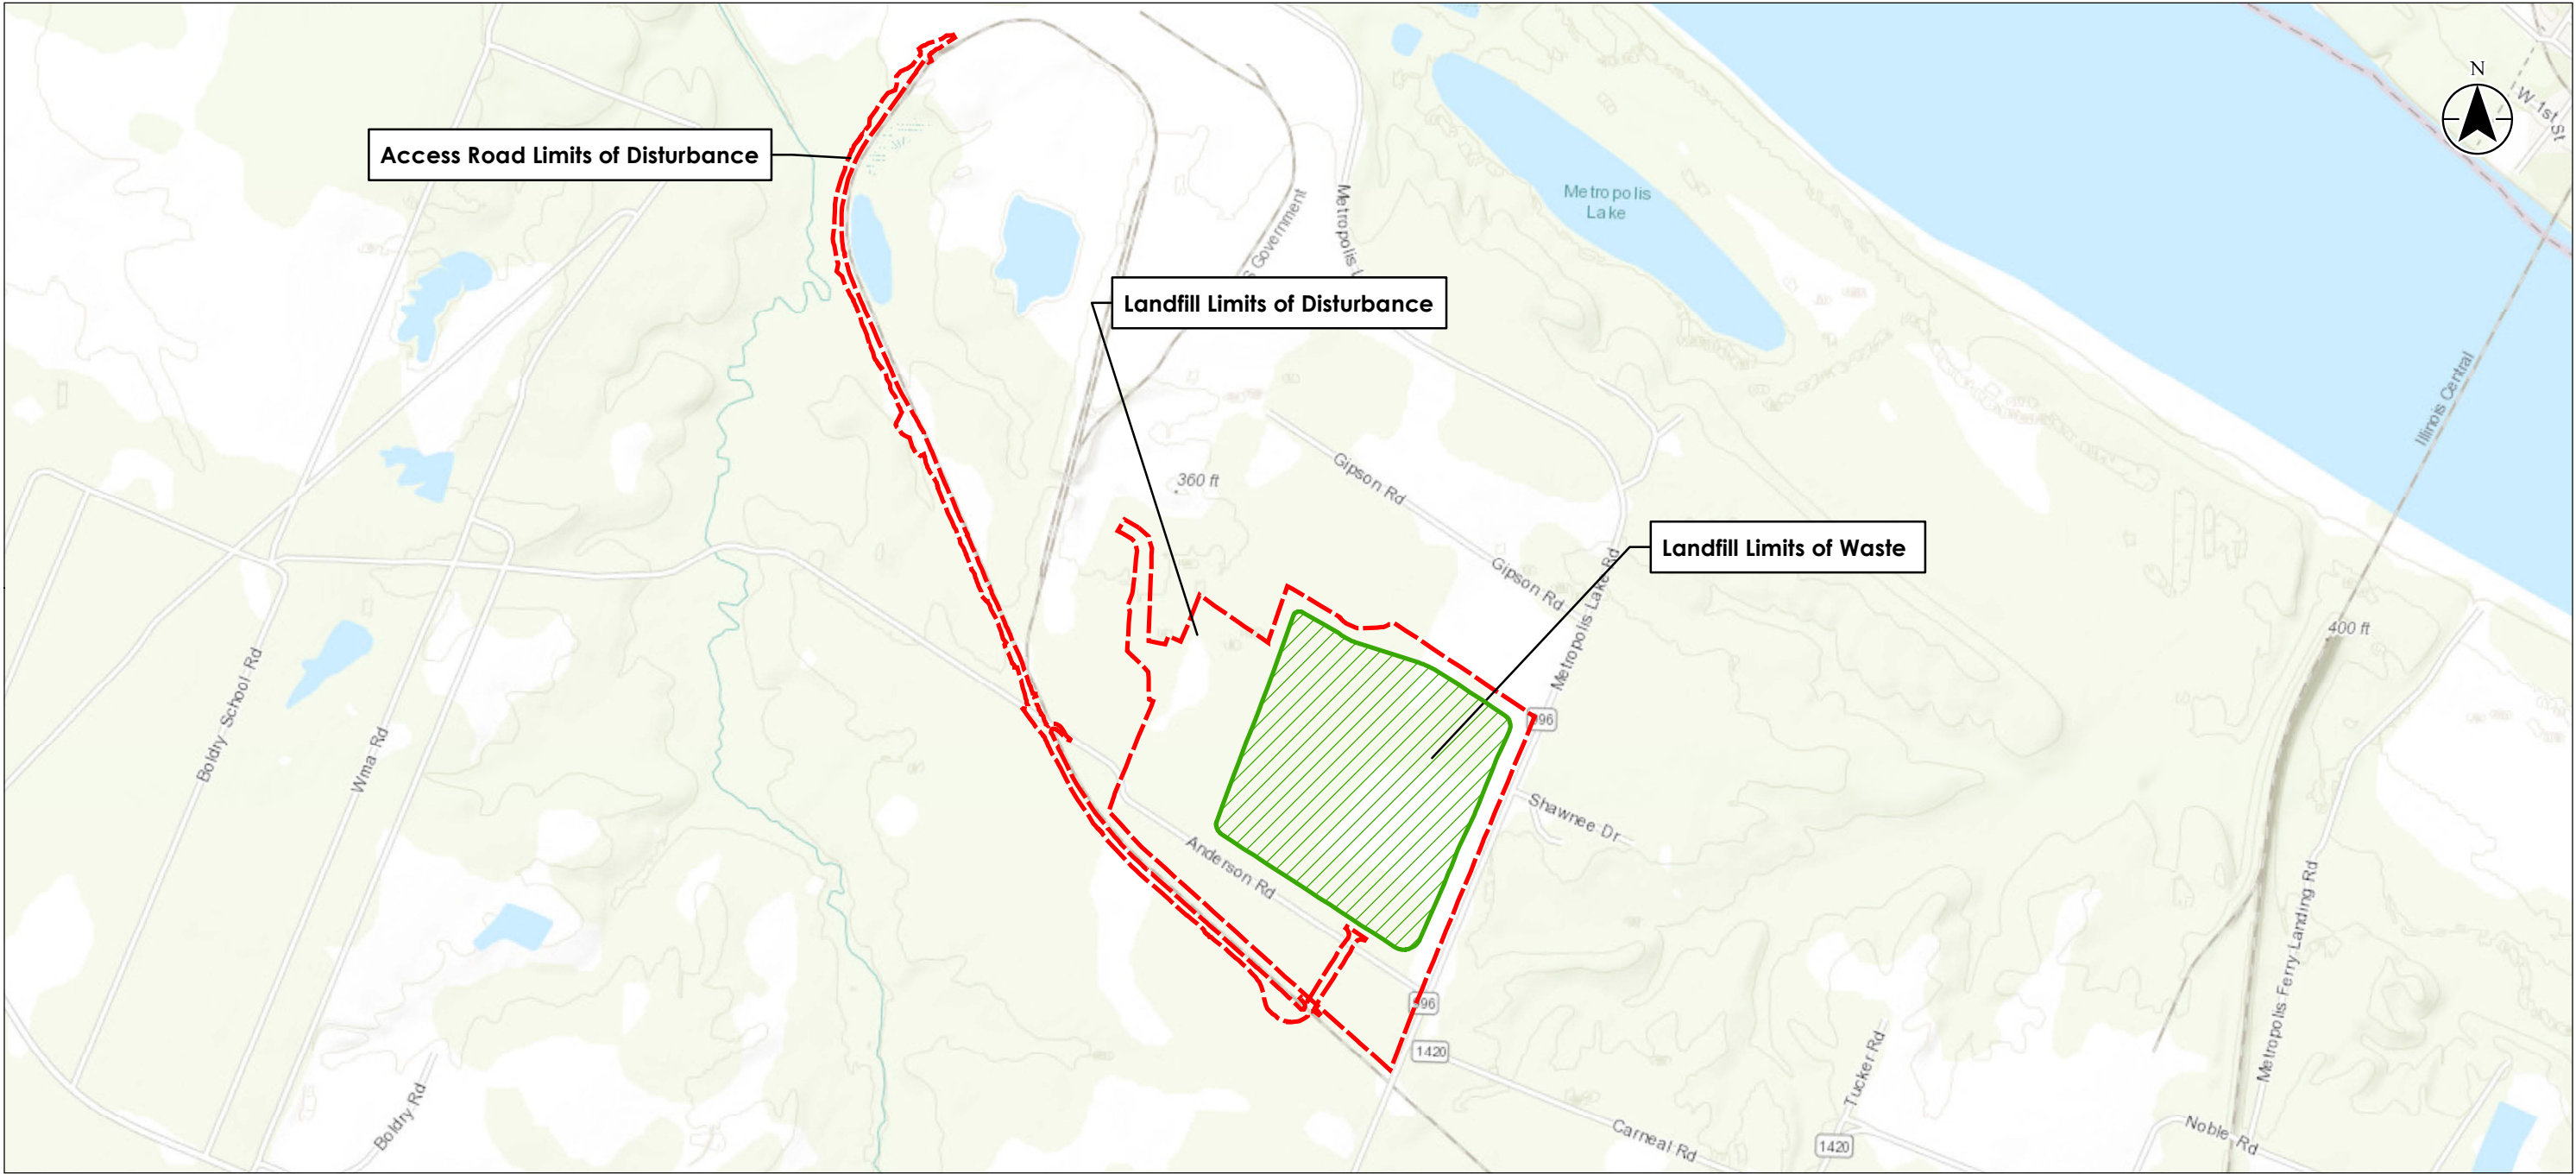 N
W 1st St
Access Road Limits of Disturbance
Metropolis
Lake
Government
Metropolis
Landfill Limits of Disturbance
Illinois Central
Gipson Rd
360 ft
Landfill Limits of Waste
Gipson Rd
Metropolis Lake Rd
400 ft
Boldry School Rd
Wma Rd
96
Shawnee Dr
Anderson Rd
Metropolis Ferry Landing Rd
96
1420
Tucker Rd
Boldry Rd
Carneal Rd
1420
Noble Rd